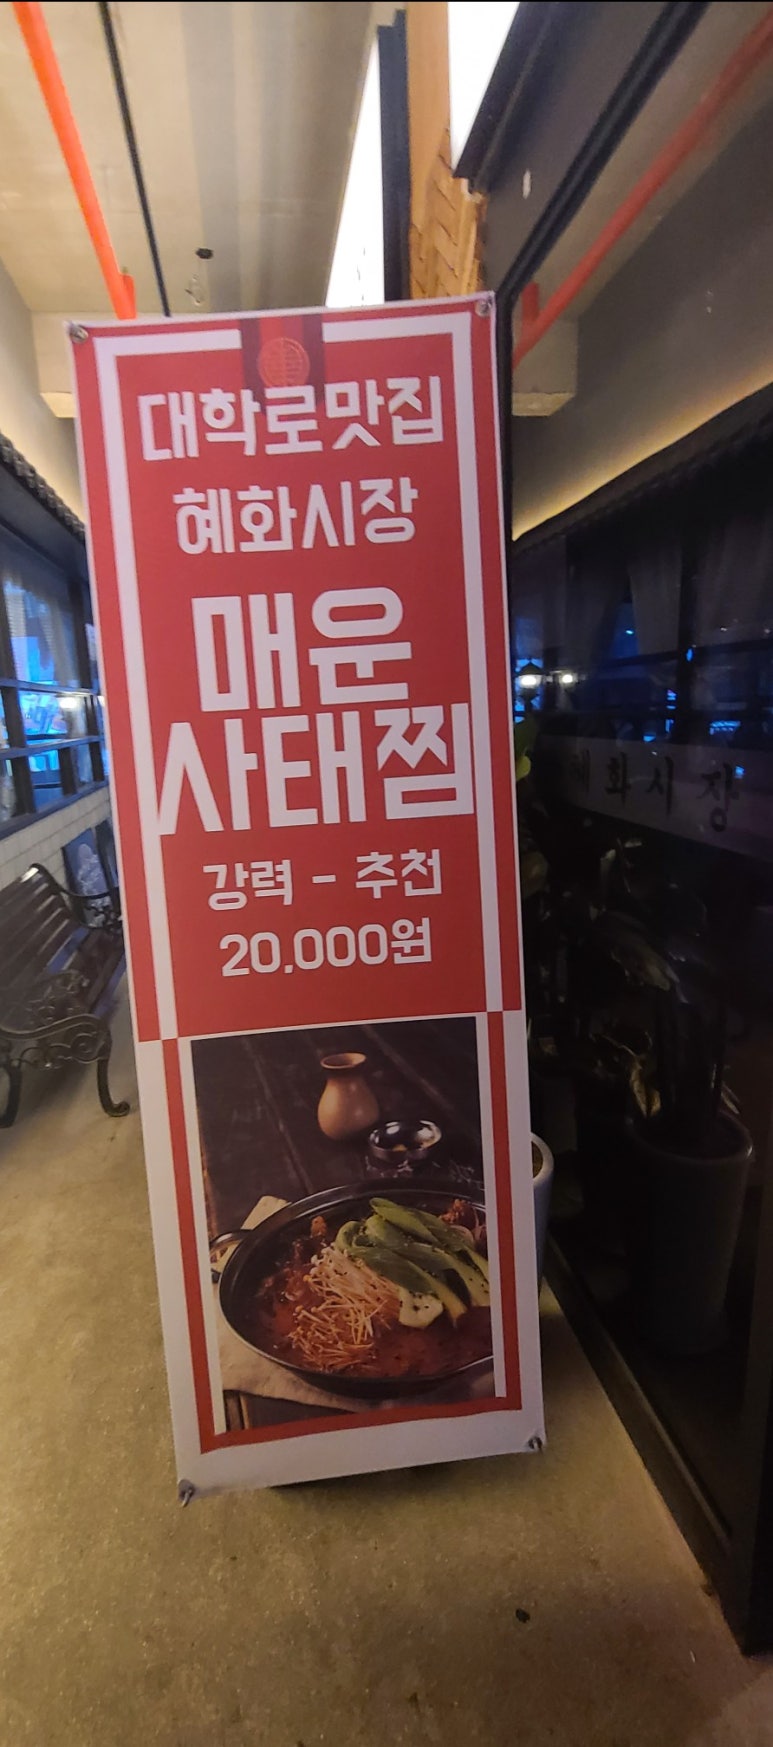 대학로맛집
혜화시장
매운
사태찜
강력 - 추천
20,000원
혜화시장